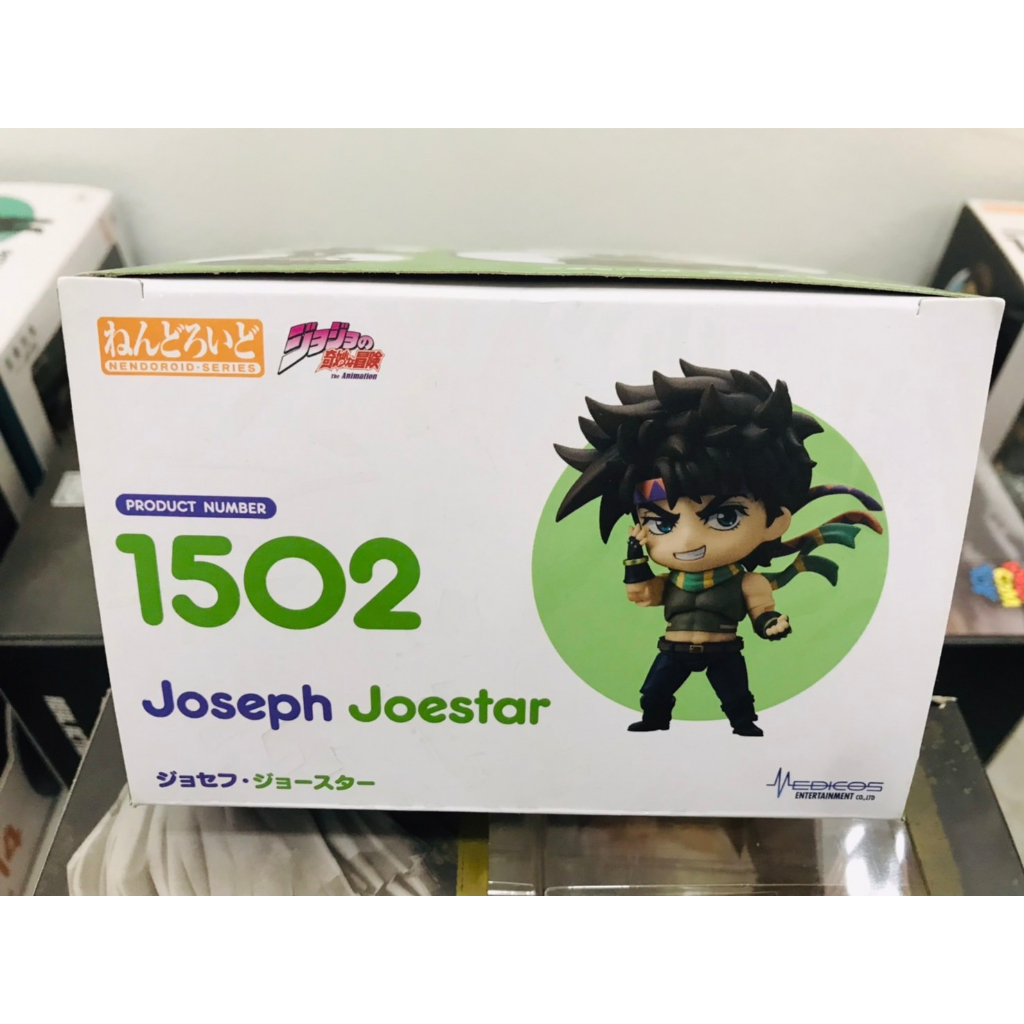 ねんどろいど
NENDOROID・SERIES
ジョジョの
奇妙な冒険
The Animation
PRODUCT NUMBER
1502
Joseph Joestar
ジョセフ・ジョースター
MEDICOS
ENTERTAINMENT CO.,LTD